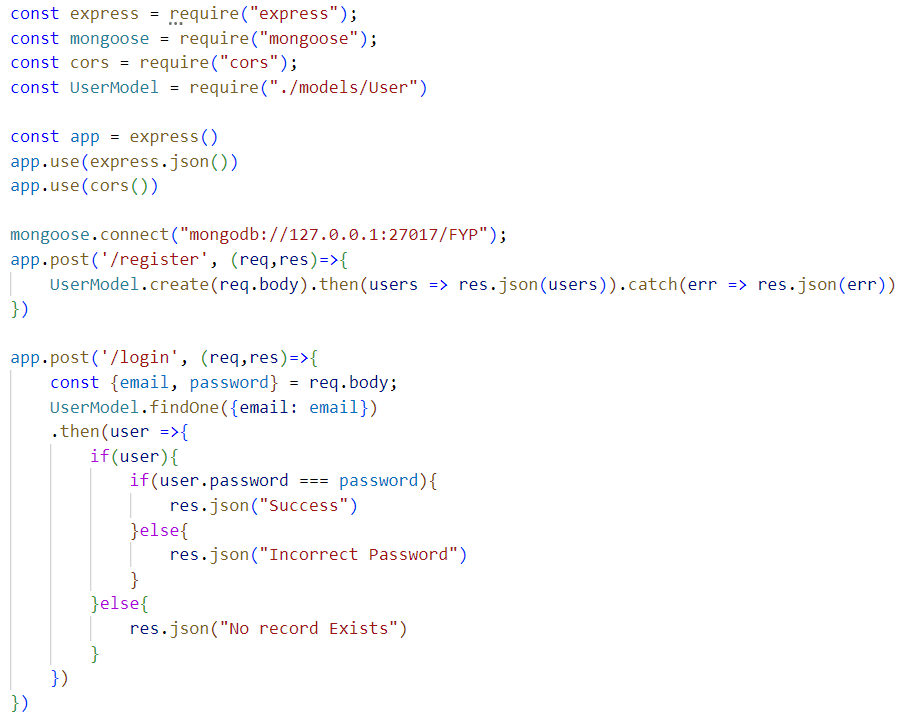 const express = require("express");
const mongoose = require("mongoose");
const cors = require("cors");
const UserModel = require("./models/User")

const app = express()
app.use(express.json())
app.use(cors())

mongoose.connect("mongodb://127.0.0.1:27017/FYP");
app.post('/register', (req,res)=>{
    UserModel.create(req.body).then(users => res.json(users)).catch(err => res.json(err))
})

app.post('/login', (req,res)=>{
    const {email, password} = req.body;
    UserModel.findOne({email: email})
    .then(user =>{
        if(user){
            if(user.password === password){
                res.json("Success")
            }else{
                res.json("Incorrect Password")
            }
        }else{
            res.json("No record Exists")
        }
    })
})